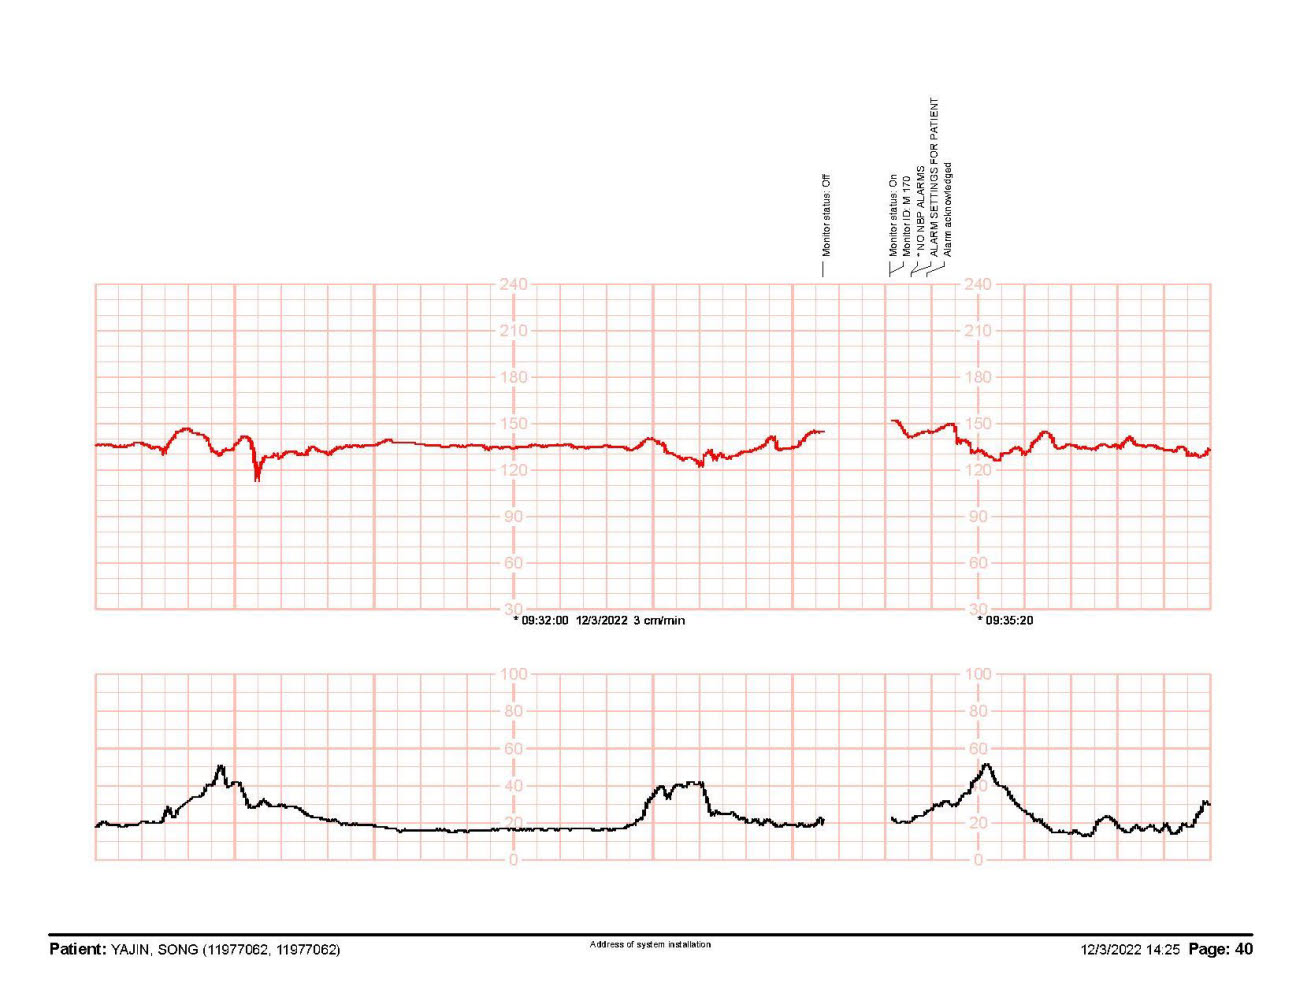 Monitor status: Off
Monitor status: On
Monitor ID: M 170
* NO NBP ALARMS
ALARM SETTINGS FOR PATIENT
Alarm acknowledged
240 240
210 210
180 180
150 150
120 120
90 90
60 60
30 30
* 09:32:00 12/3/2022 3 cm/min * 09:35:20
100 100
80 80
60 60
40 40
20 20
0 0
Patient: YAJIN, SONG (11977062, 11977062) Address of system installation 12/3/2022 14:25 Page: 40